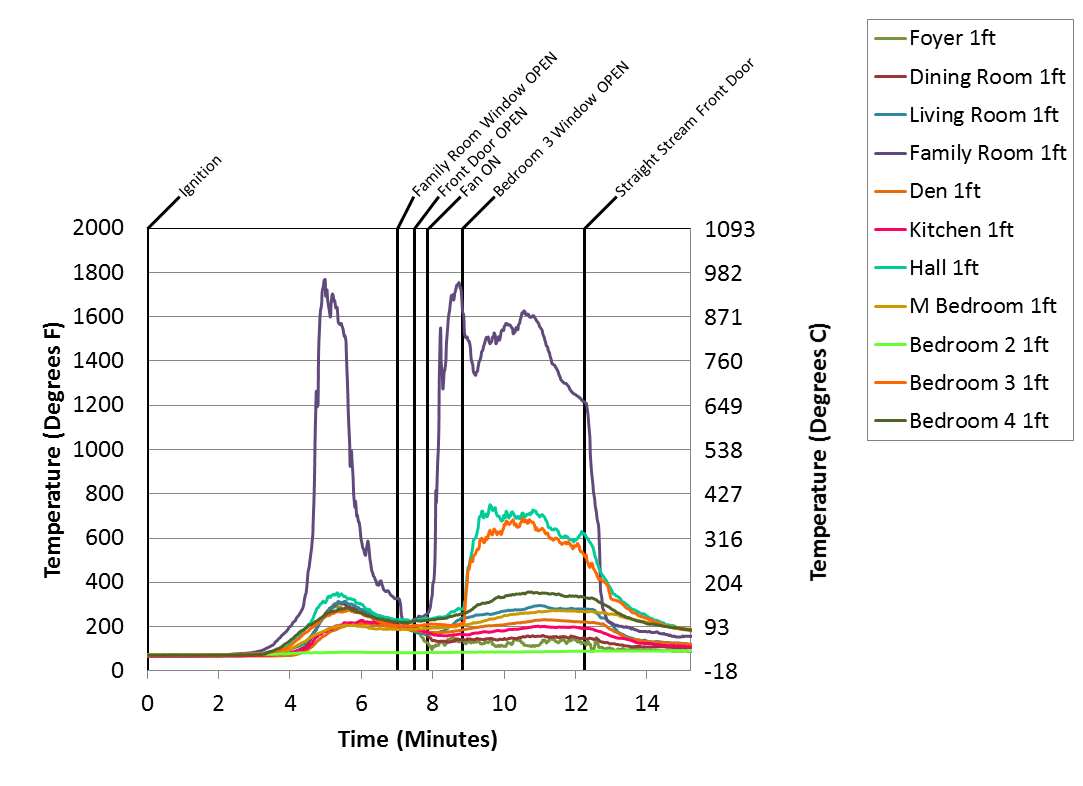 Ignition
Family Room Window OPEN
Front Door OPEN
Fan ON
Bedroom 3 Window OPEN
Straight Stream Front Door
Foyer 1ft
Dining Room 1ft
Living Room 1ft
Family Room 1ft
Den 1ft
Kitchen 1ft
Hall 1ft
M Bedroom 1ft
Bedroom 2 1ft
Bedroom 3 1ft
Bedroom 4 1ft
Temperature (Degrees F)
2000
1800
1600
1400
1200
1000
800
600
400
200
0
1093
982
871
760
649
538
427
316
204
93
-18
Temperature (Degrees C)
0 2 4 6 8 10 12 14
Time (Minutes)